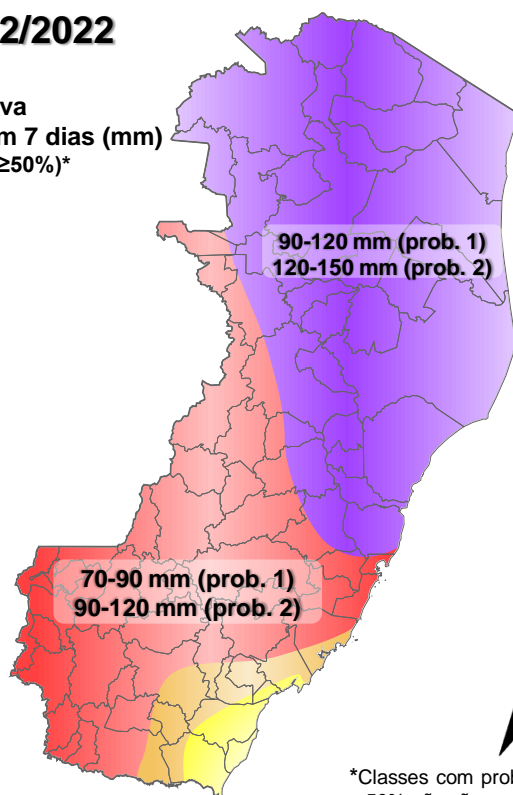 2/2022
va
m 7 dias (mm)
≥50%)*
90-120 mm (prob. 1)
120-150 mm (prob. 2)
70-90 mm (prob. 1)
90-120 mm (prob. 2)
*Classes com prob